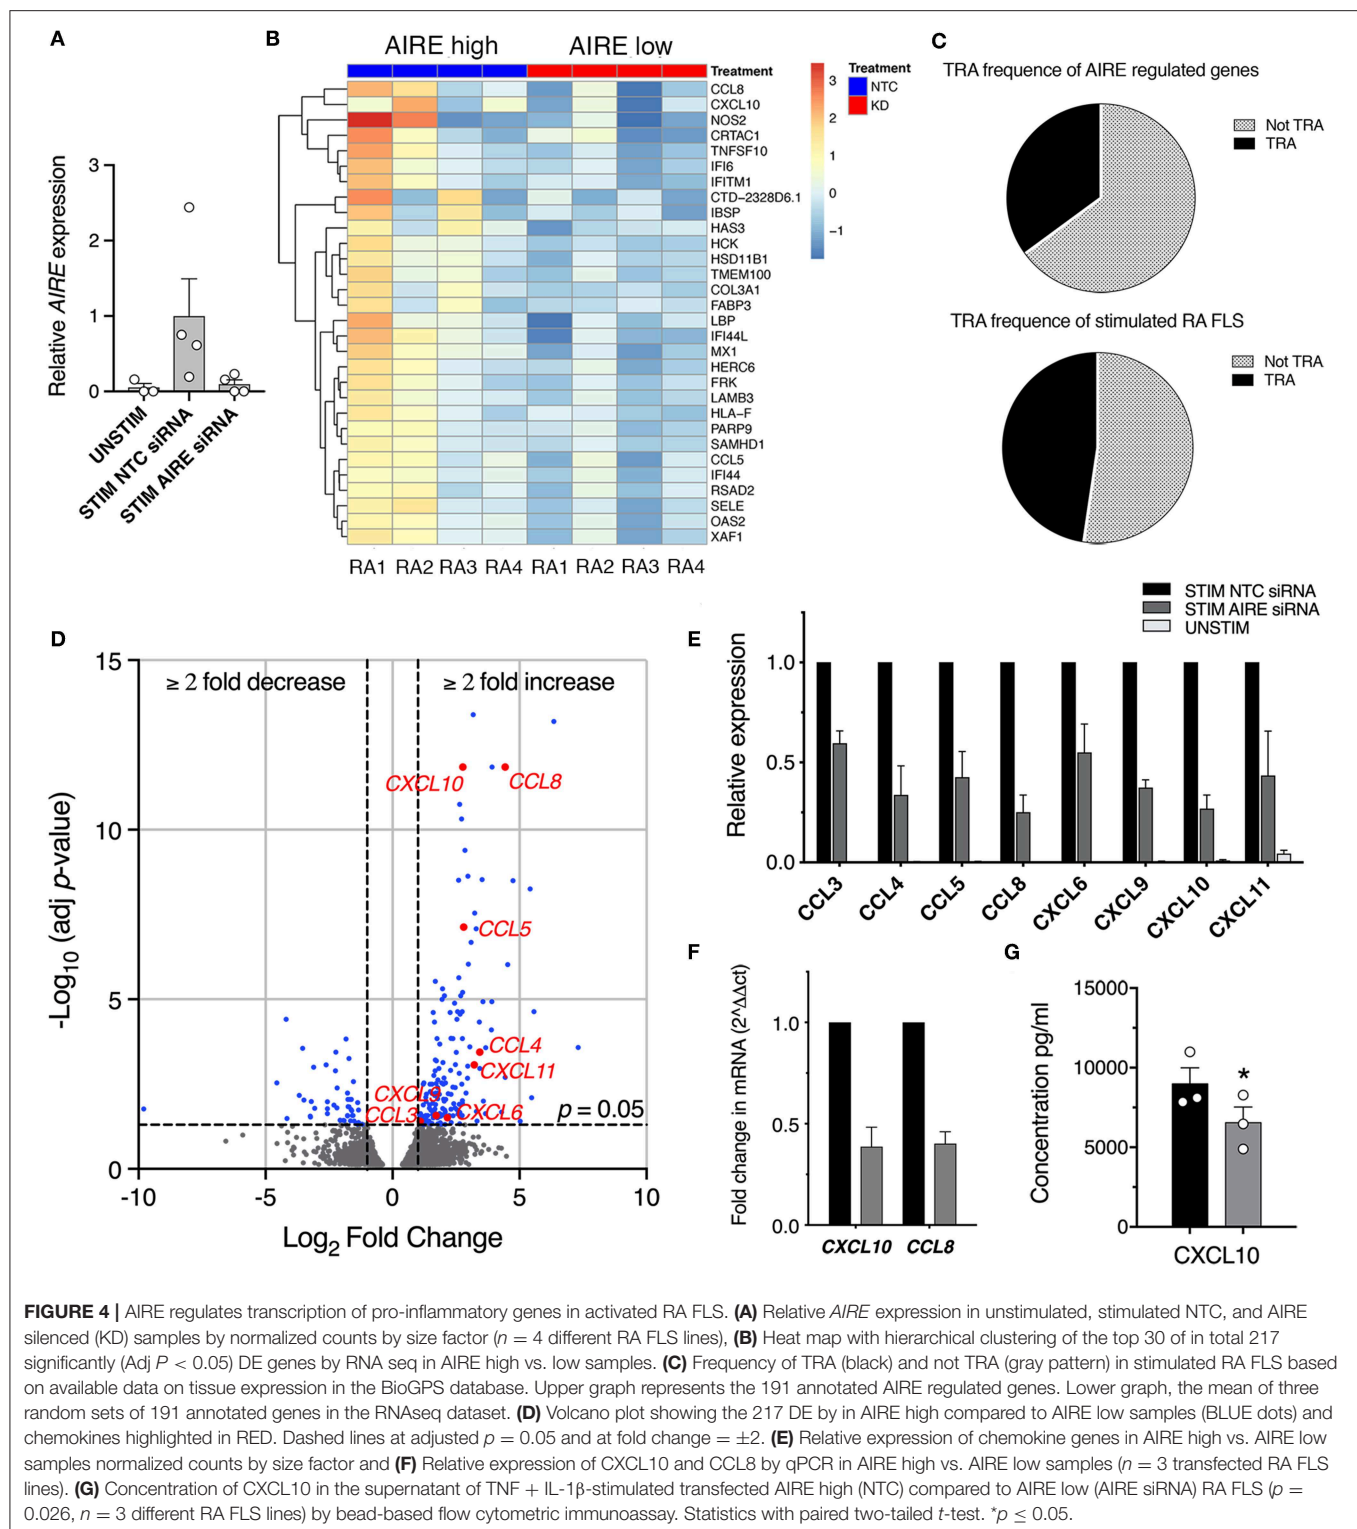 A
3
2
1
0
Relative AIRE expression
UNSTIM
STIM NTC siRNA
STIM AIRE siRNA
B
AIRE high
AIRE low
Treatment
CCL8
CXCL10
NOS2
CRTAC1
TNFSF10
IFI6
IFITM1
CTD-2328D6.1
IBSP
HAS3
HCK
HSD11B1
TMEM100
COL3A1
FABP3
LBP
IFI44L
MX1
HERC6
FRK
LAMB3
HLA-F
PARP9
SAMHD1
CCL5
IFI44
RSAD2
SELE
OAS2
XAF1
RA1 RA2 RA3 RA4 RA1 RA2 RA3 RA4
3
2
1
0
-1
Treatment
NTC
KD
C
TRA frequence of AIRE regulated genes
Not TRA
TRA
TRA frequence of stimulated RA FLS
Not TRA
TRA
D
15
10
5
0
-Log10 (adj p-value)
≥ 2 fold decrease
≥ 2 fold increase
CXCL10
CCL8
CCL5
CCL4
CXCL11
CXCL9
CCL3
CXCL6
p = 0.05
-10 -5 0 5 10
Log2 Fold Change
E
STIM NTC siRNA
STIM AIRE siRNA
UNSTIM
1.0
0.5
0.0
Relative expression
CCL3 CCL4 CCL5 CCL8 CXCL6 CXCL9 CXCL10 CXCL11
F
1.0
0.5
0.0
Fold change in mRNA (2^ΔΔct)
CXCL10 CCL8
G
15000
10000
5000
0
Concentration pg/ml
*
CXCL10
FIGURE 4 | AIRE regulates transcription of pro-inflammatory genes in activated RA FLS. (A) Relative AIRE expression in unstimulated, stimulated NTC, and AIRE
silenced (KD) samples by normalized counts by size factor (n = 4 different RA FLS lines), (B) Heat map with hierarchical clustering of the top 30 of in total 217
significantly (Adj P < 0.05) DE genes by RNA seq in AIRE high vs. low samples. (C) Frequency of TRA (black) and not TRA (gray pattern) in stimulated RA FLS based
on available data on tissue expression in the BioGPS database. Upper graph represents the 191 annotated AIRE regulated genes. Lower graph, the mean of three
random sets of 191 annotated genes in the RNAseq dataset. (D) Volcano plot showing the 217 DE by in AIRE high compared to AIRE low samples (BLUE dots) and
chemokines highlighted in RED. Dashed lines at adjusted p = 0.05 and at fold change = ±2. (E) Relative expression of chemokine genes in AIRE high vs. AIRE low
samples normalized counts by size factor and (F) Relative expression of CXCL10 and CCL8 by qPCR in AIRE high vs. AIRE low samples (n = 3 transfected RA FLS
lines). (G) Concentration of CXCL10 in the supernatant of TNF + IL-1β-stimulated transfected AIRE high (NTC) compared to AIRE low (AIRE siRNA) RA FLS (p =
0.026, n = 3 different RA FLS lines) by bead-based flow cytometric immunoassay. Statistics with paired two-tailed t-test. *p ≤ 0.05.